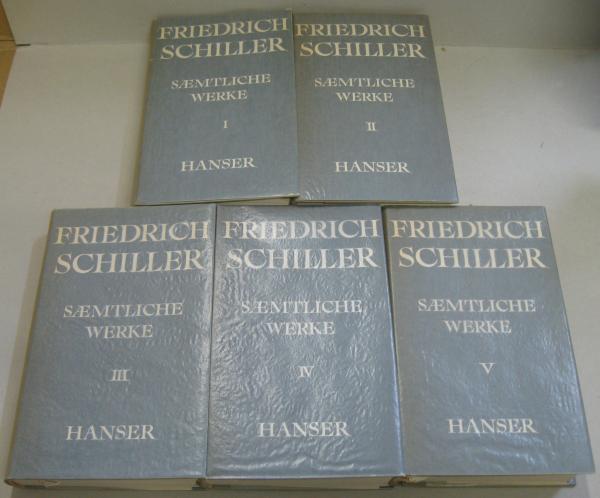 FRIEDRICH
SCHILLER
SÆMTLICHE
WERKE
I
HANSER
FRIEDRICH
SCHILLER
SÆMTLICHE
WERKE
II
HANSER
FRIEDRICH
SCHILLER
SÆMTLICHE
WERKE
III
HANSER
FRIEDRICH
SCHILLER
SÆMTLICHE
WERKE
IV
HANSER
FRIEDRICH
SCHILLER
SÆMTLICHE
WERKE
V
HANSER